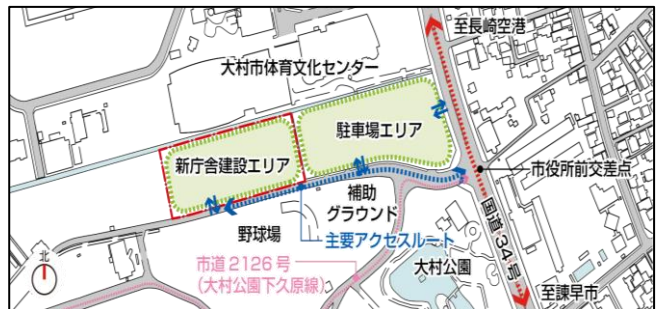 至長崎空港
大村市体育文化センター
駐車場エリア
新庁舎建設エリア
市役所前交差点
補助
グラウンド
国道34号
野球場
主要アクセスルート
北
市道2126号
(大村公園下久原線)
大村公園
至諫早市